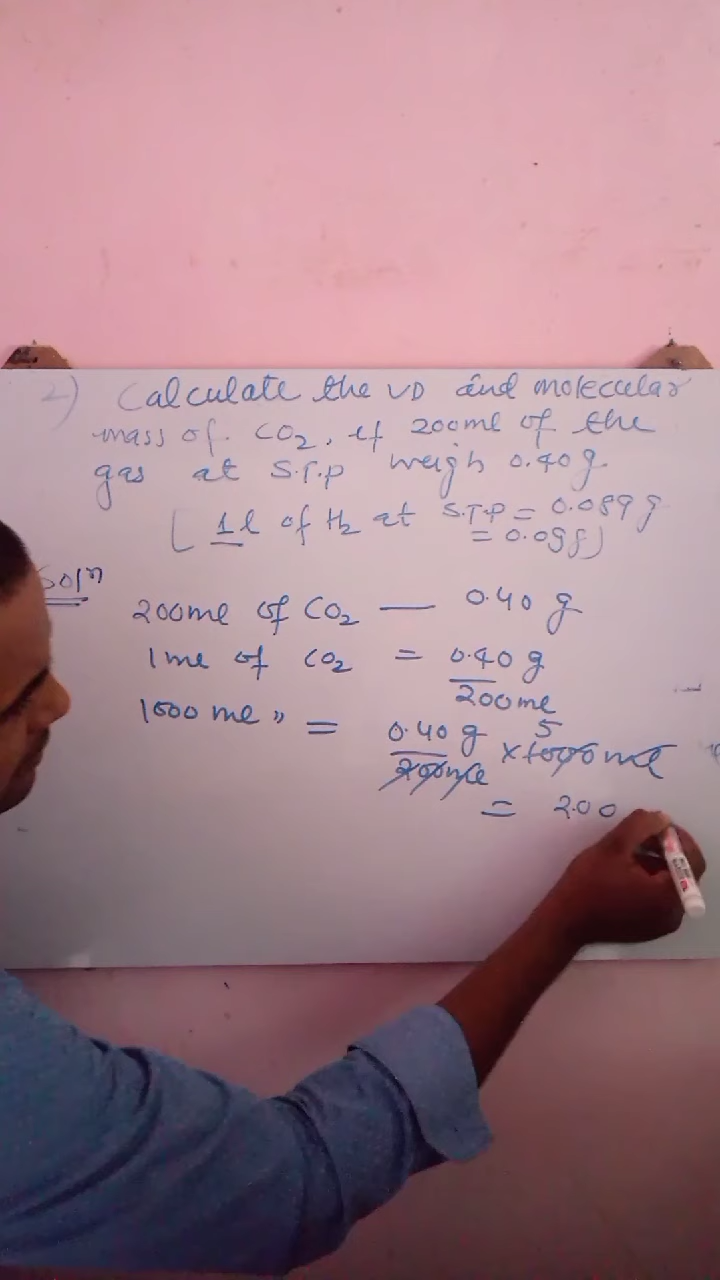 2) Calculate the VD and molecular
mass of CO₂, if 200ml of the
gas at S.T.P weigh 0.40g.
[1l of H₂ at S.T.P = 0.089g
= 0.09g)
Solⁿ
200ml of CO₂ — 0.40 g
1ml of CO₂ = 0.40 g
200ml
1000 ml " = 0.40 g × 1000 ml
5
200ml
= 2.00